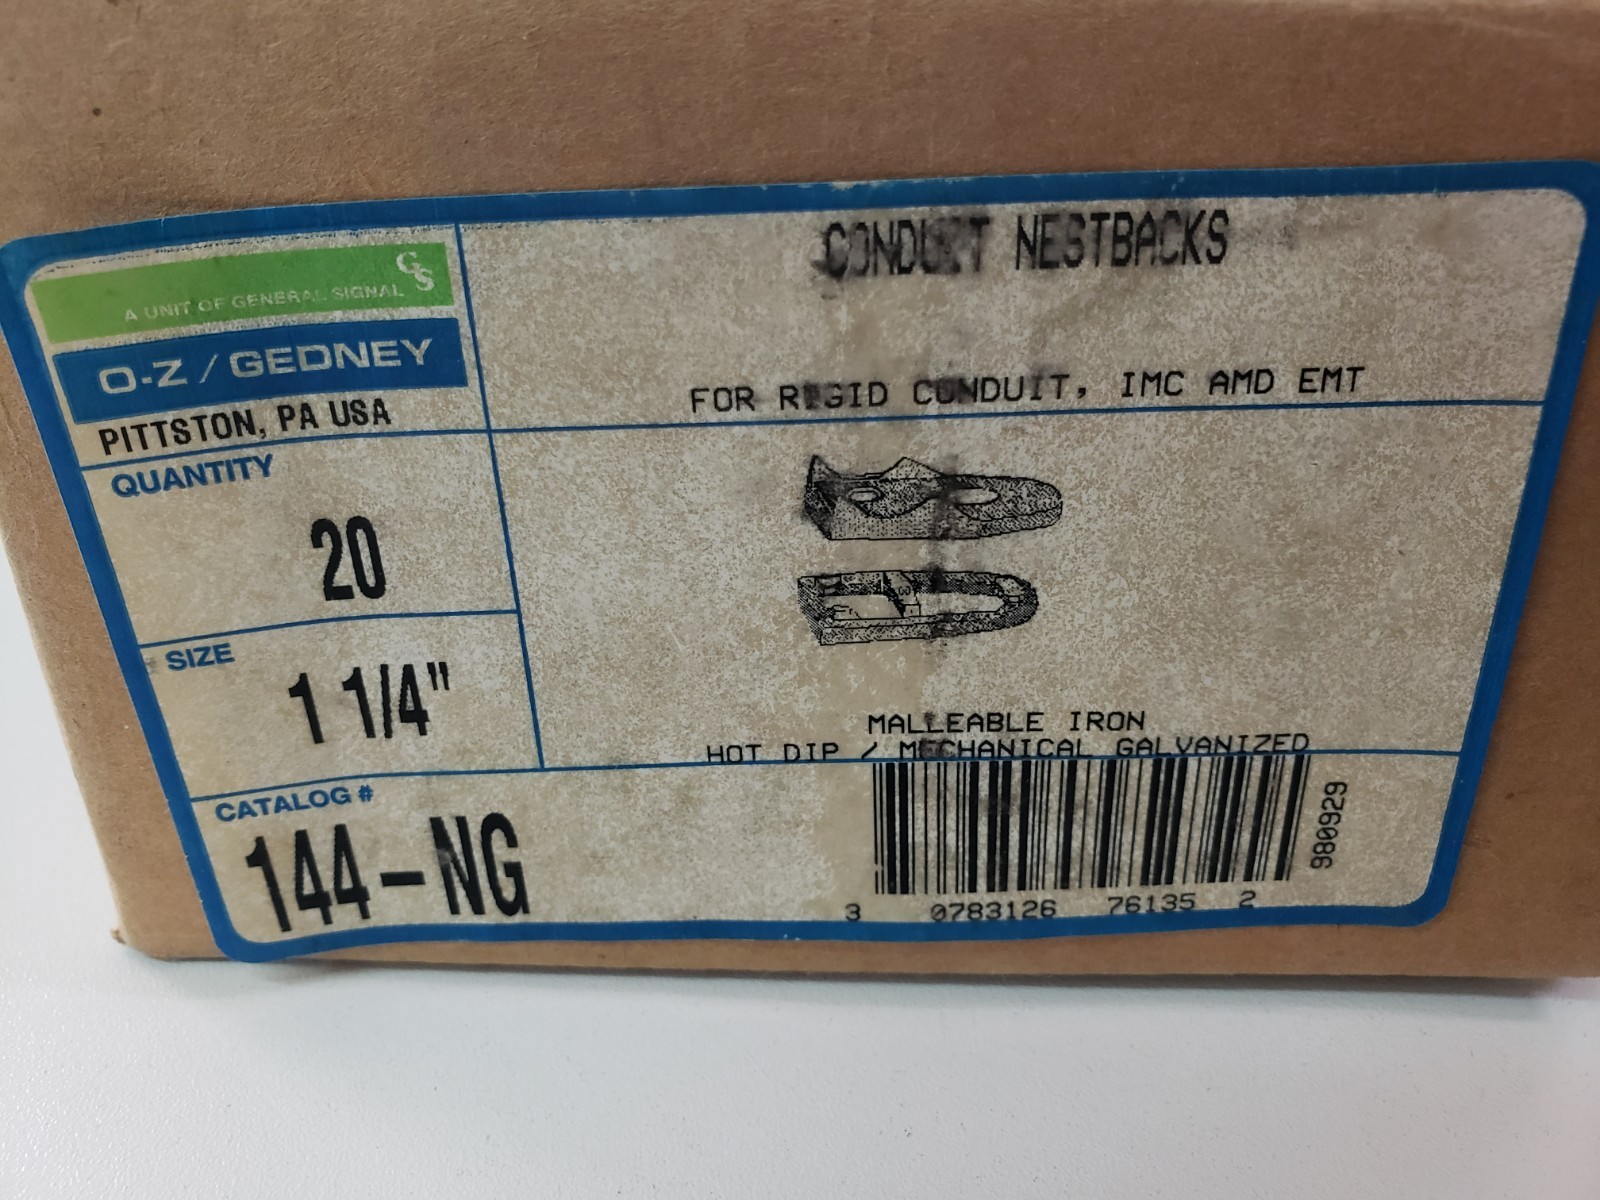 GS
A UNIT OF GENERAL SIGNAL
O-Z / GEDNEY
PITTSTON, PA USA
QUANTITY
20
SIZE
1 1/4"
CATALOG #
144-NG
CONDUIT NESTBACKS
FOR RIGID CONDUIT, IMC AMD EMT
MALLEABLE IRON
HOT DIP / MECHANICAL GALVANIZED
980929
3 0783126 76135 2